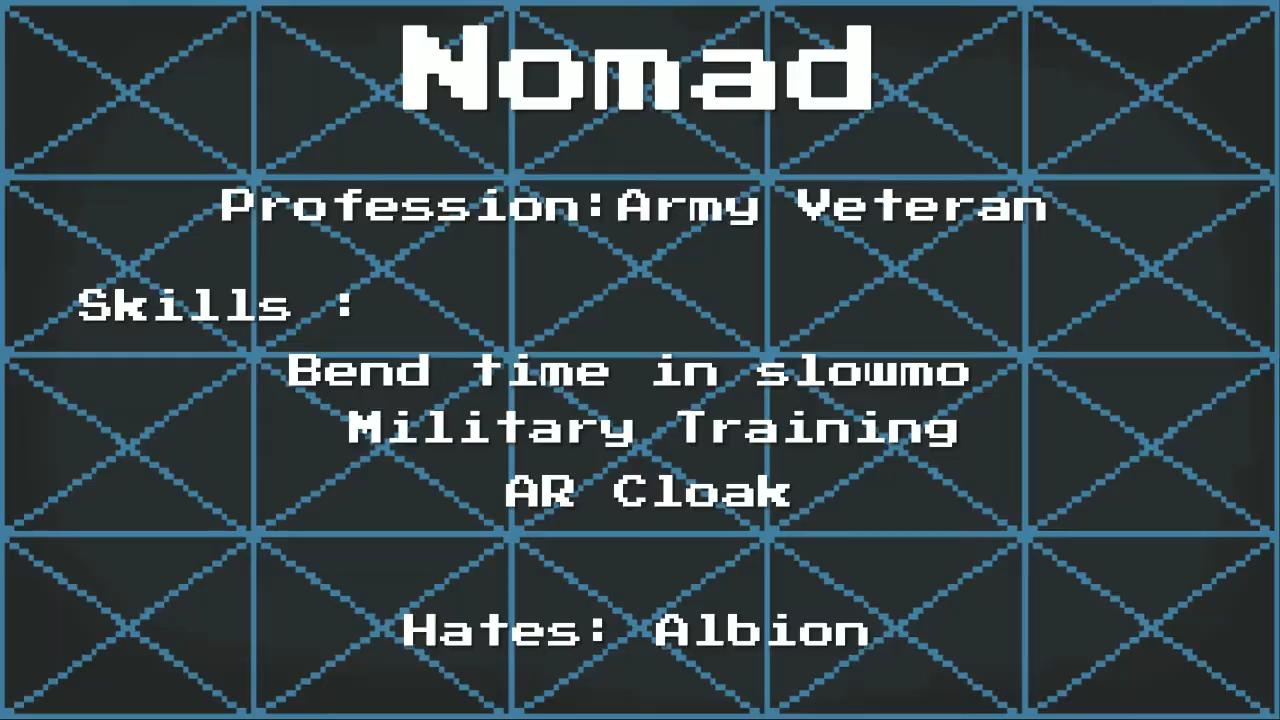 Nomad
Profession:Army Veteran
Skills :
Bend time in slowmo
Military Training
AR Cloak
Hates: Albion